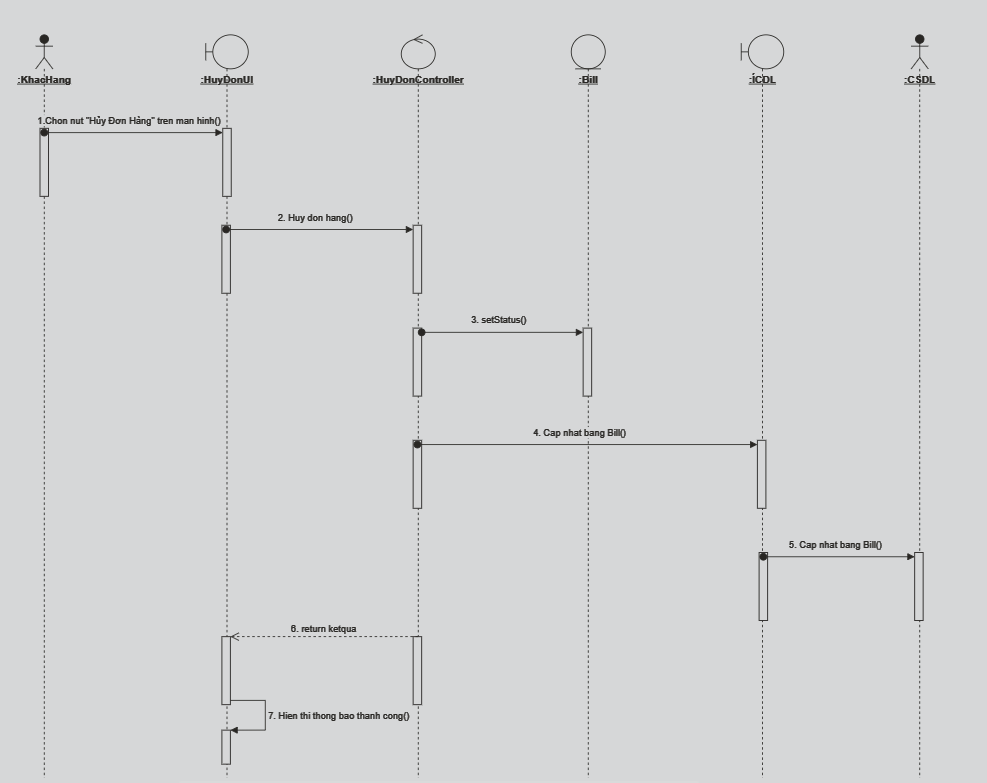 :KhacHang
:HuyDonUI
:HuyDonController
:Bill
:ICDL
:CSDL
1.Chon nut "Hủy Đơn Hàng" tren man hinh()
2. Huy don hang()
3. setStatus()
4. Cap nhat bang Bill()
5. Cap nhat bang Bill()
6. return ketqua
7. Hien thi thong bao thanh cong()